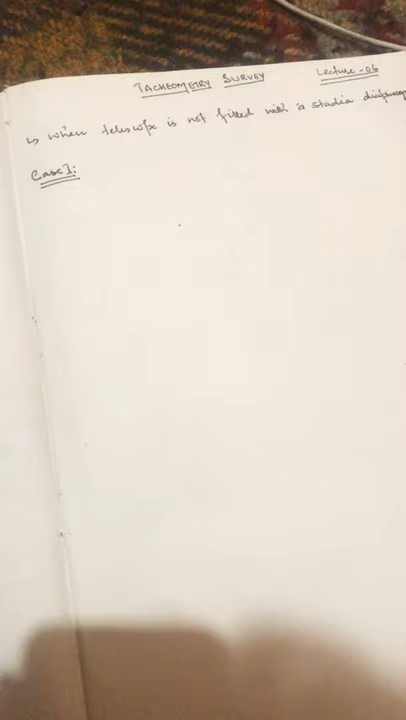 TACHEOMETRY SURVEY Lecture-06
↳ when telescope is not fitted with a stadia diaphragm
Case I: